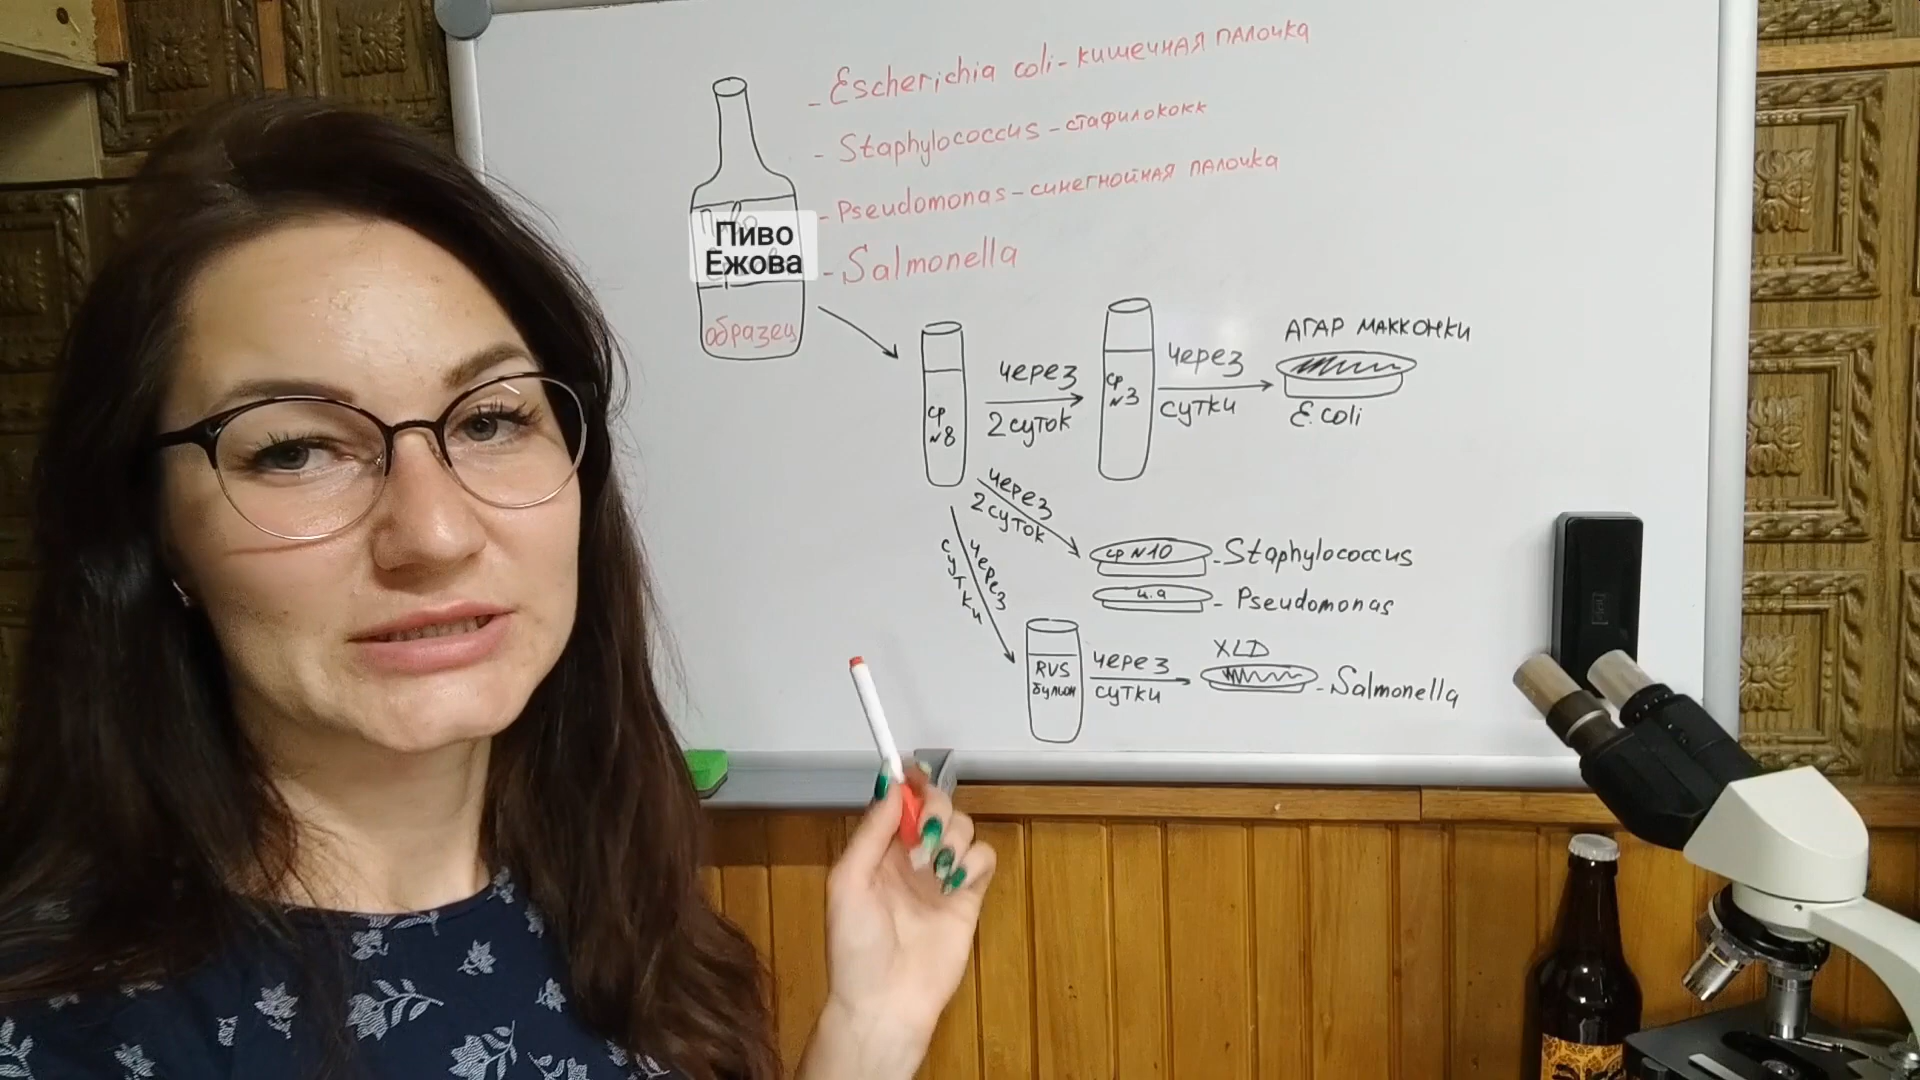 - Escherichia coli - кишечная палочка
- Staphylococcus - стафилококк
- Pseudomonas - синегнойная палочка
- Salmonella
Пиво
Ежова
образец
ср
№8
через
2 суток
ср
№3
через
сутки
АГАР МАККОНКИ
E. coli
через
2 суток
ср №10
- Staphylococcus
ц.а
- Pseudomonas
через
сутки
RVS
бульон
через
сутки
XLD
- Salmonella